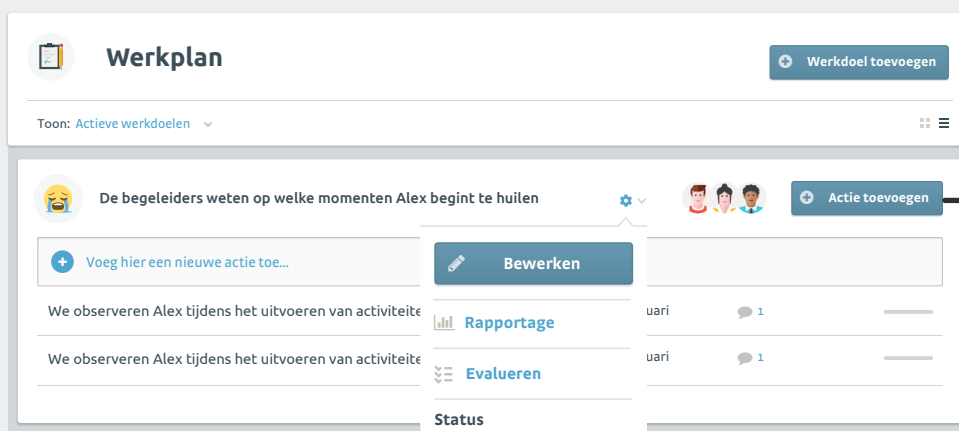 Werkplan
Werkdoel toevoegen
Toon: Actieve werkdoelen
De begeleiders weten op welke momenten Alex begint te huilen
Actie toevoegen
Bewerken
Voeg hier een nieuwe actie toe...
We observeren Alex tijdens het uitvoeren van activiteite
uari
1
Rapportage
We observeren Alex tijdens het uitvoeren van activiteite
uari
1
Evalueren
Status